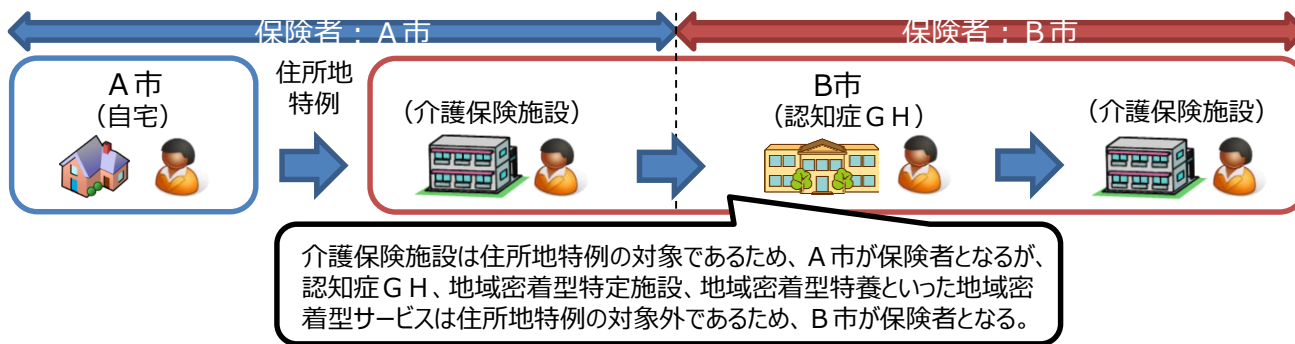 保険者：Ａ市
保険者：Ｂ市
Ａ市
（自宅）
住所地
特例
（介護保険施設）
B市
（認知症ＧＨ）
（介護保険施設）
介護保険施設は住所地特例の対象であるため、Ａ市が保険者となるが、
認知症ＧＨ、地域密着型特定施設、地域密着型特養といった地域密
着型サービスは住所地特例の対象外であるため、Ｂ市が保険者となる。